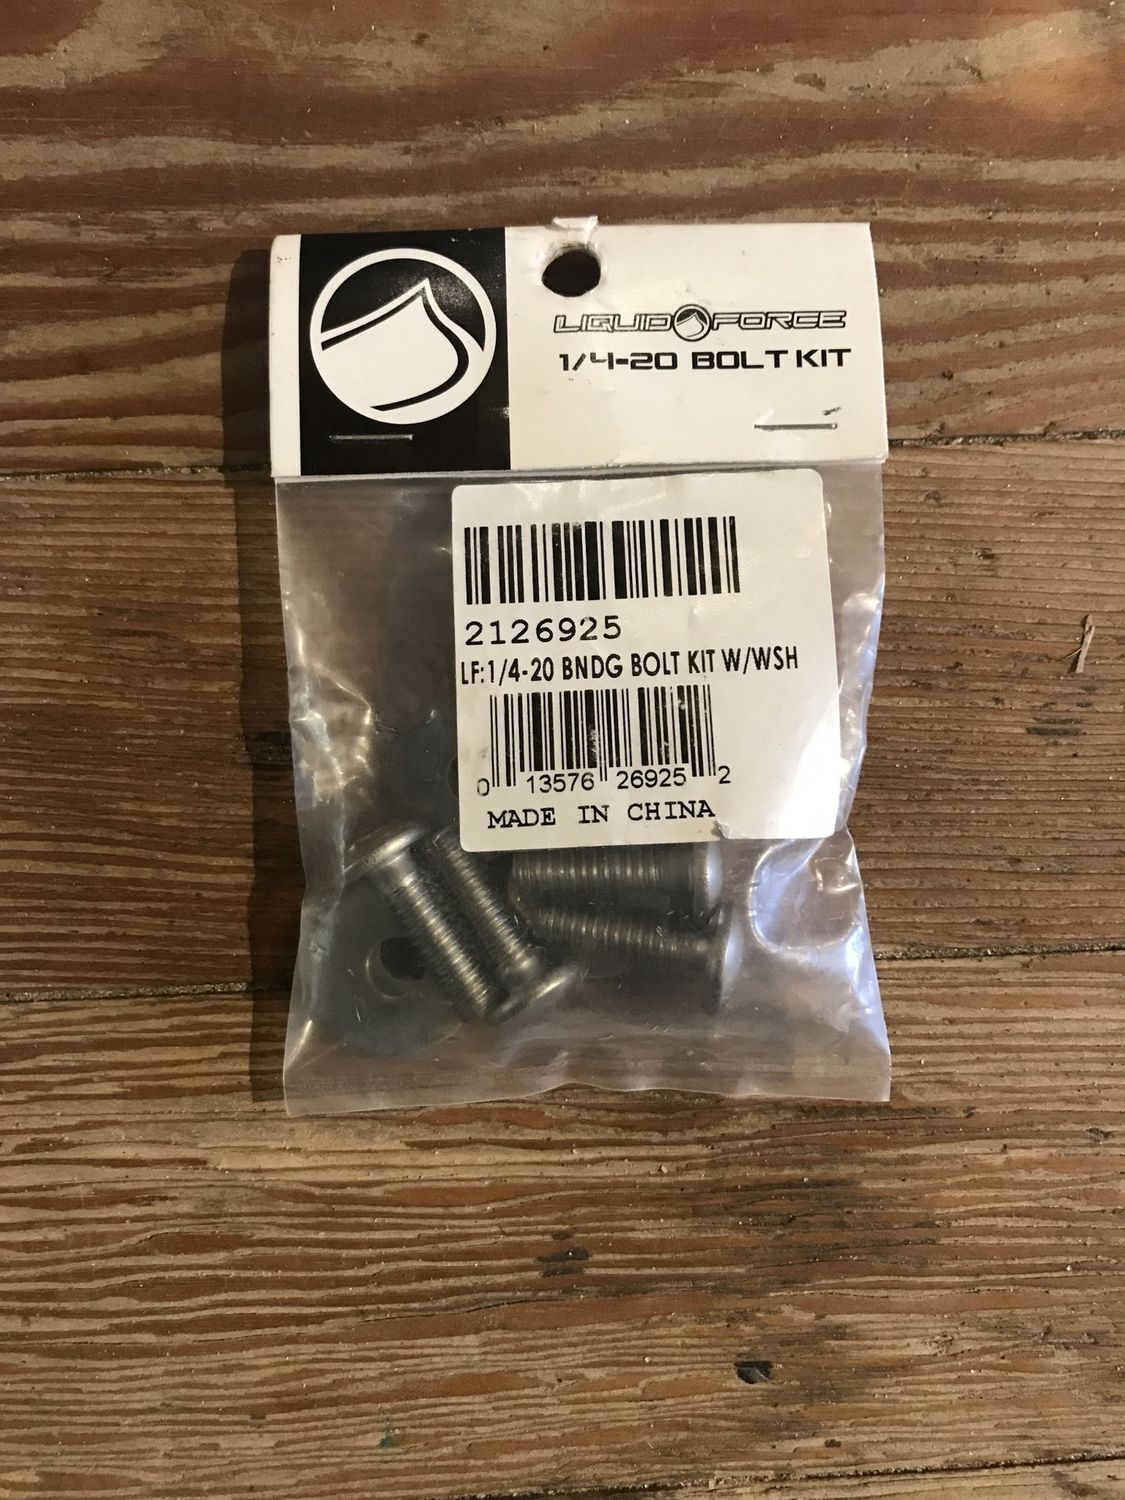 LIQUID FORCE
1/4-20 BOLT KIT
2126925
LF:1/4-20 BNDG BOLT KIT W/WSH
0 13576 26925 2
MADE IN CHINA